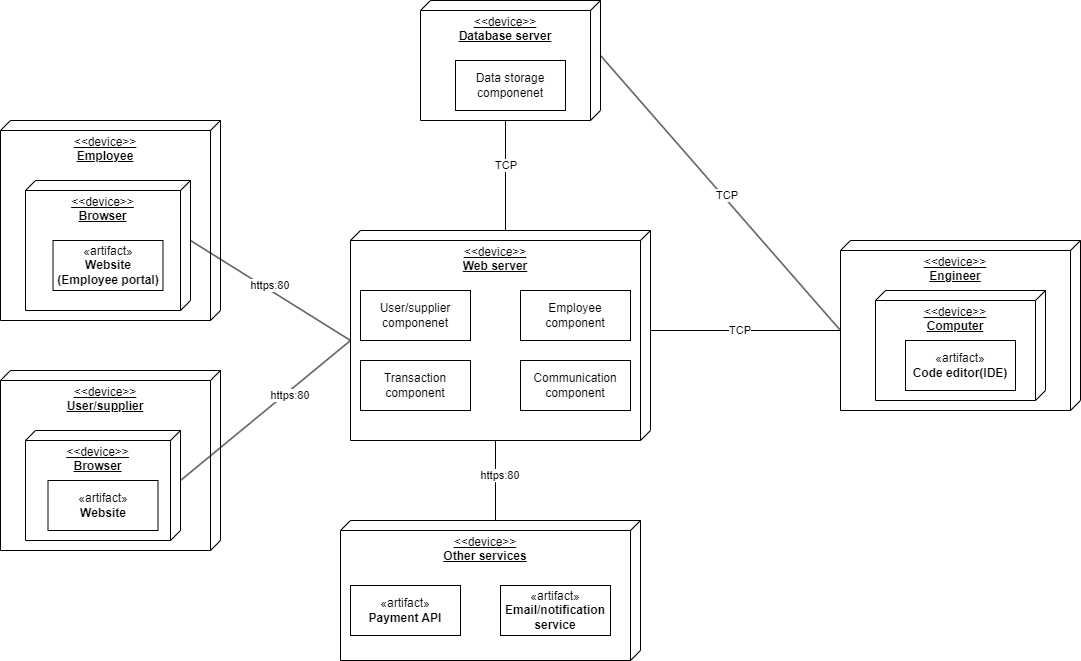 <<device>>
Database server
Data storage
componenet
<<device>>
Employee
<<device>>
Browser
«artifact»
Website
(Employee portal)
TCP
TCP
<<device>>
Web server
User/supplier
componenet
Employee
component
Transaction
component
Communication
component
https:80
https:80
TCP
<<device>>
Engineer
<<device>>
Computer
«artifact»
Code editor(IDE)
<<device>>
User/supplier
<<device>>
Browser
«artifact»
Website
https:80
<<device>>
Other services
«artifact»
Payment API
«artifact»
Email/notification
service